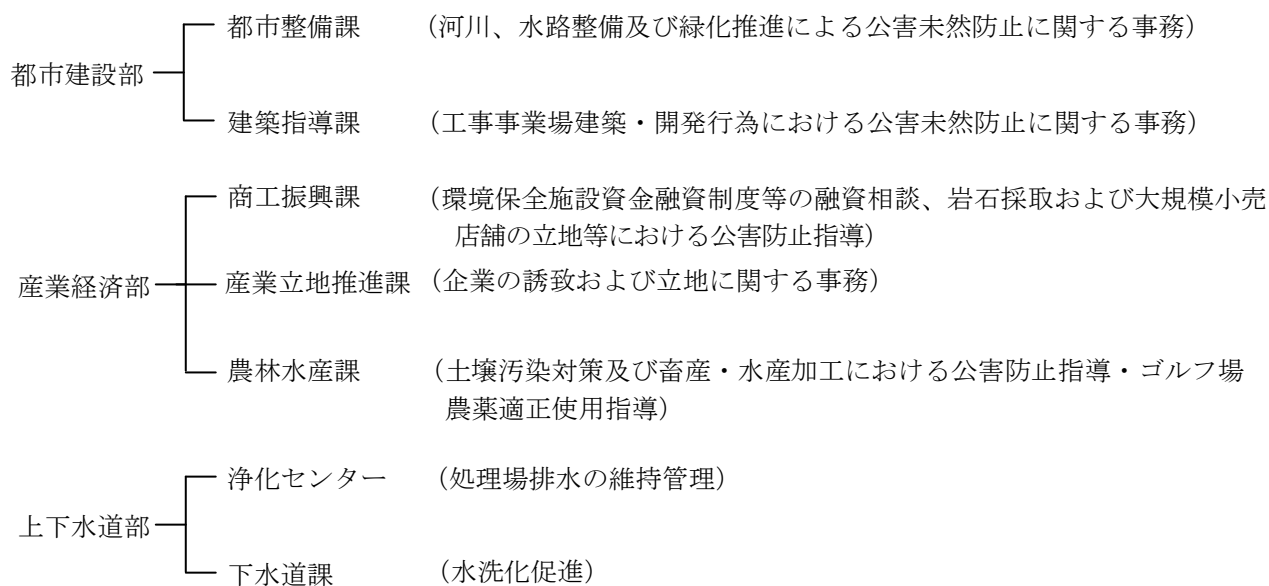 都市整備課 (河川、水路整備及び緑化推進による公害未然防止に関する事務)
都市建設部
建築指導課 (工事事業場建築・開発行為における公害未然防止に関する事務)
商工振興課 (環境保全施設資金融資制度等の融資相談、岩石採取および大規模小売
店舗の立地等における公害防止指導)
産業経済部 産業立地推進課 (企業の誘致および立地に関する事務)
農林水産課 (土壌汚染対策及び畜産・水産加工における公害防止指導・ゴルフ場
農薬適正使用指導)
浄化センター (処理場排水の維持管理)
上下水道部
下水道課 (水洗化促進)